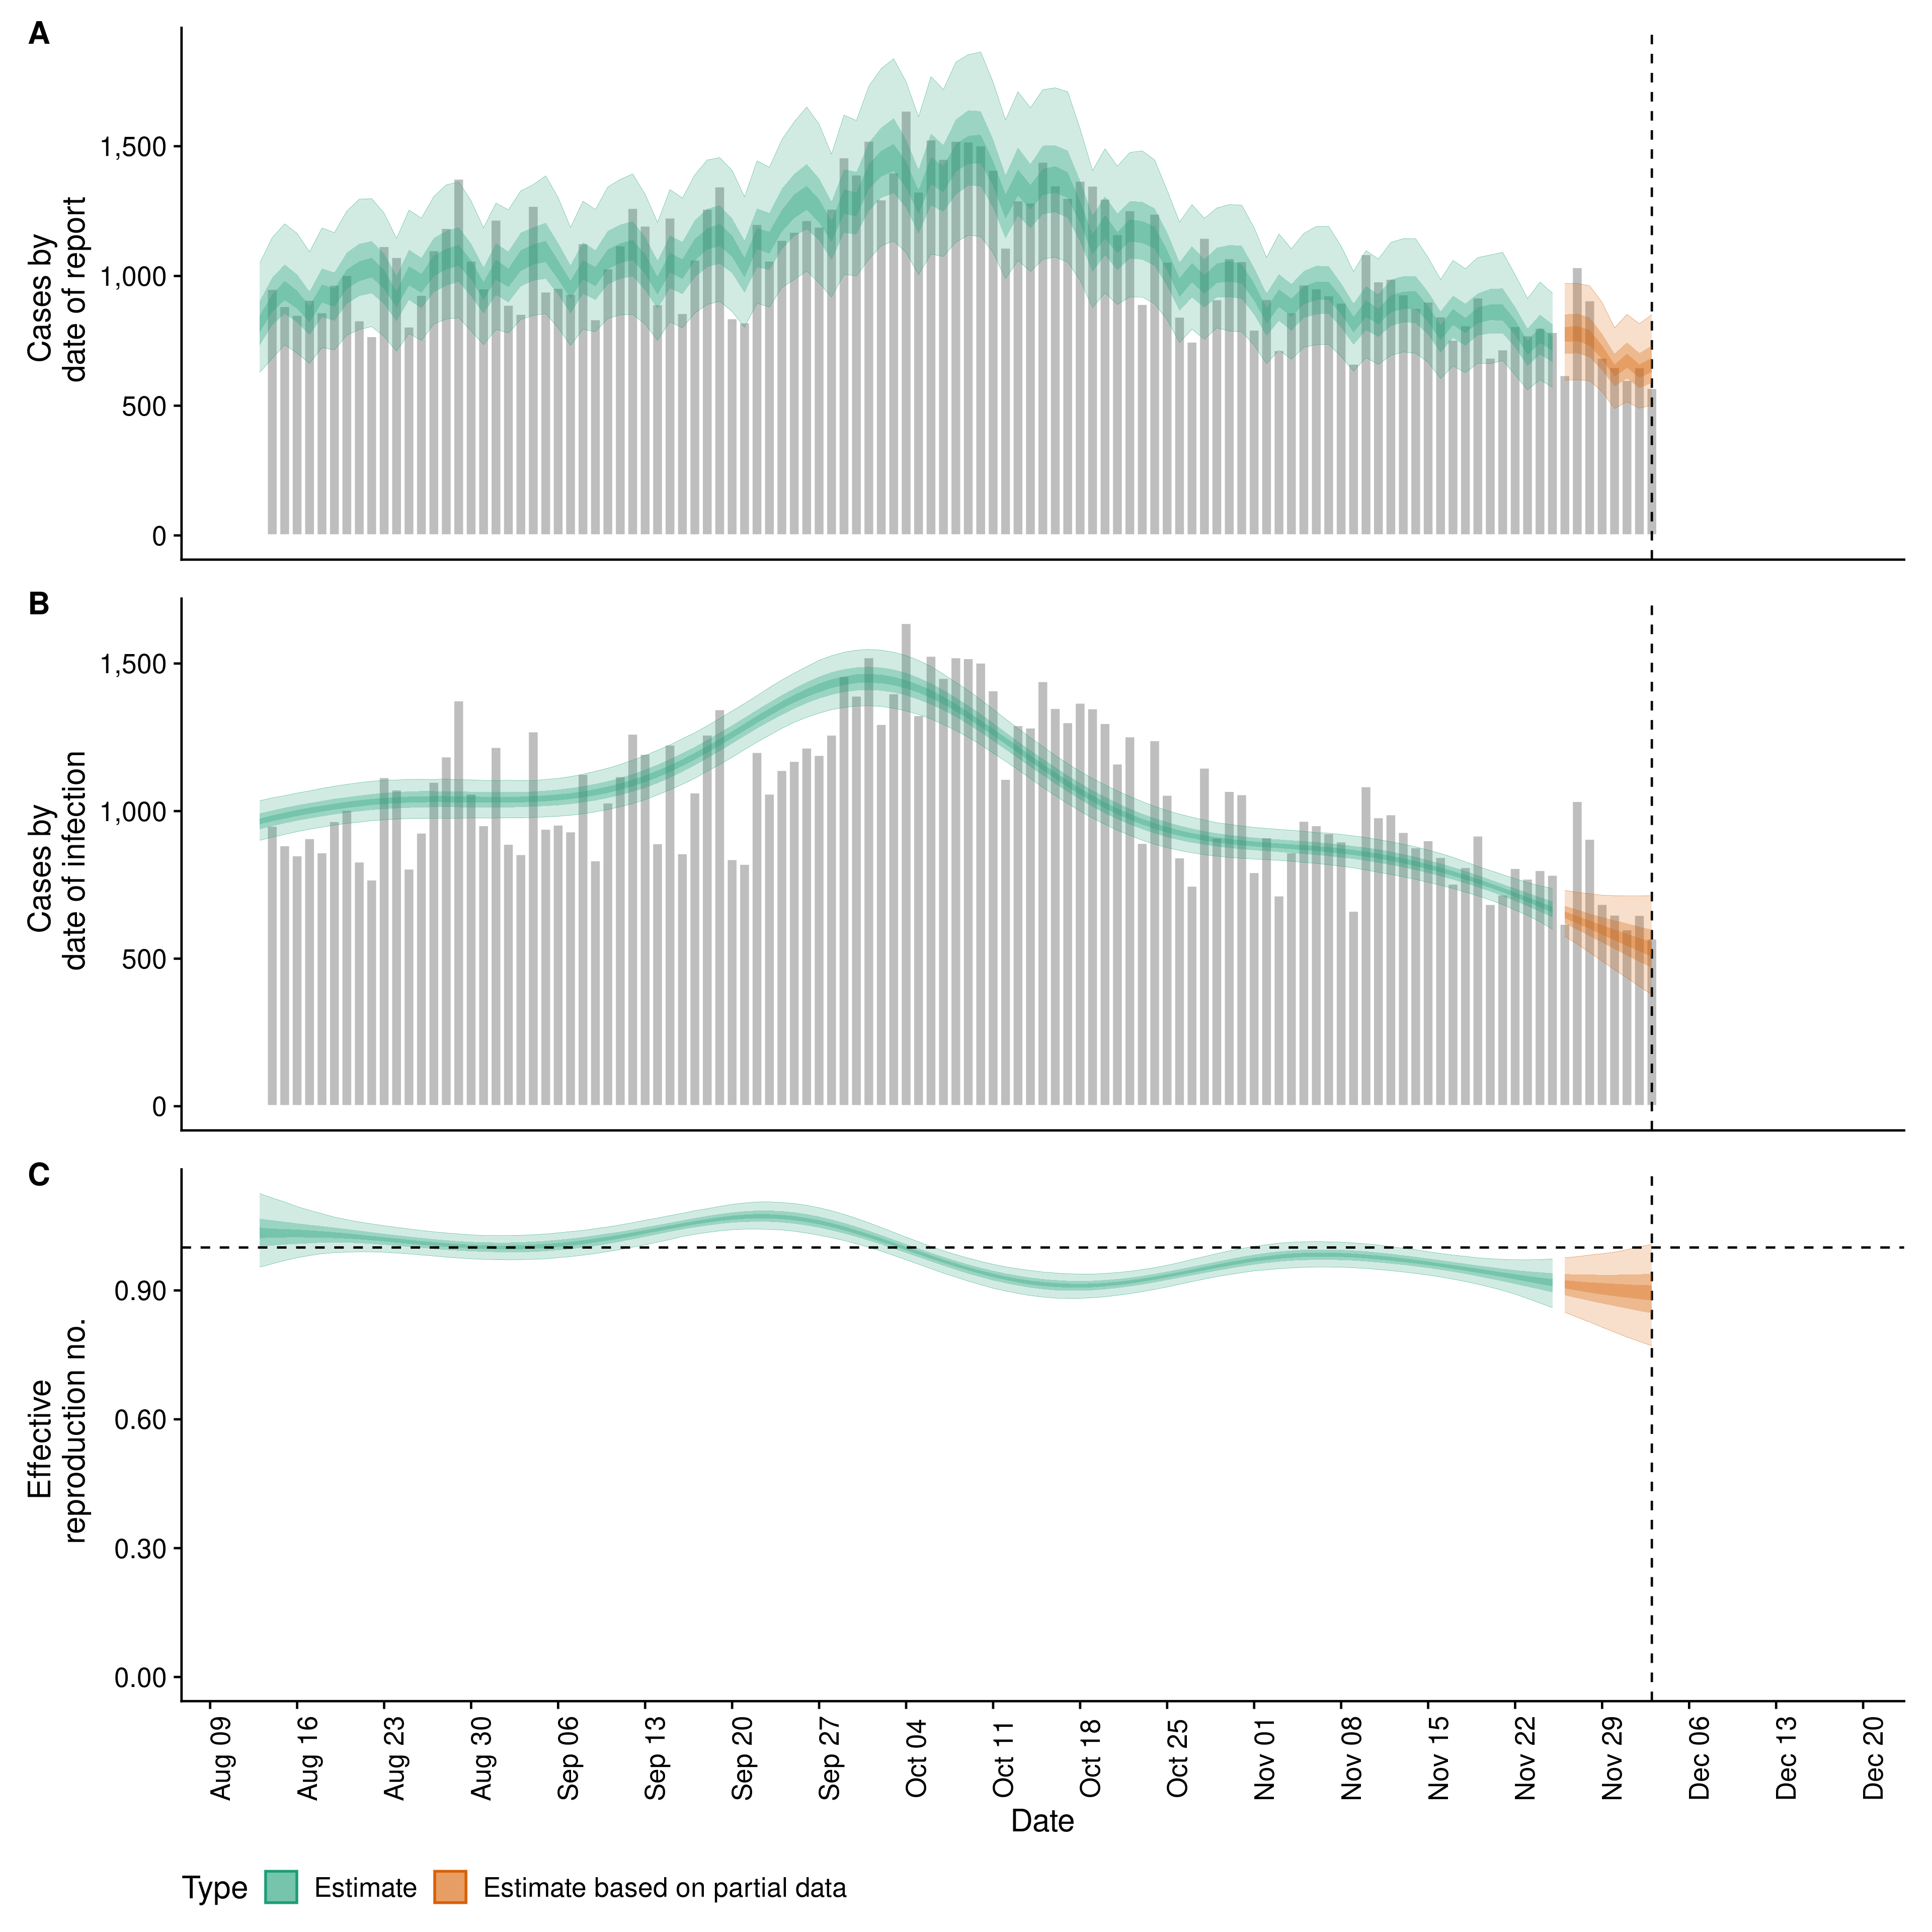 A
Cases by
date of report
1,500
1,000
500
0
B
Cases by
date of infection
1,500
1,000
500
0
C
Effective
reproduction no.
0.90
0.60
0.30
0.00
Aug 09
Aug 16
Aug 23
Aug 30
Sep 06
Sep 13
Sep 20
Sep 27
Oct 04
Oct 11
Oct 18
Oct 25
Nov 01
Nov 08
Nov 15
Nov 22
Nov 29
Dec 06
Dec 13
Dec 20
Date
Type Estimate Estimate based on partial data